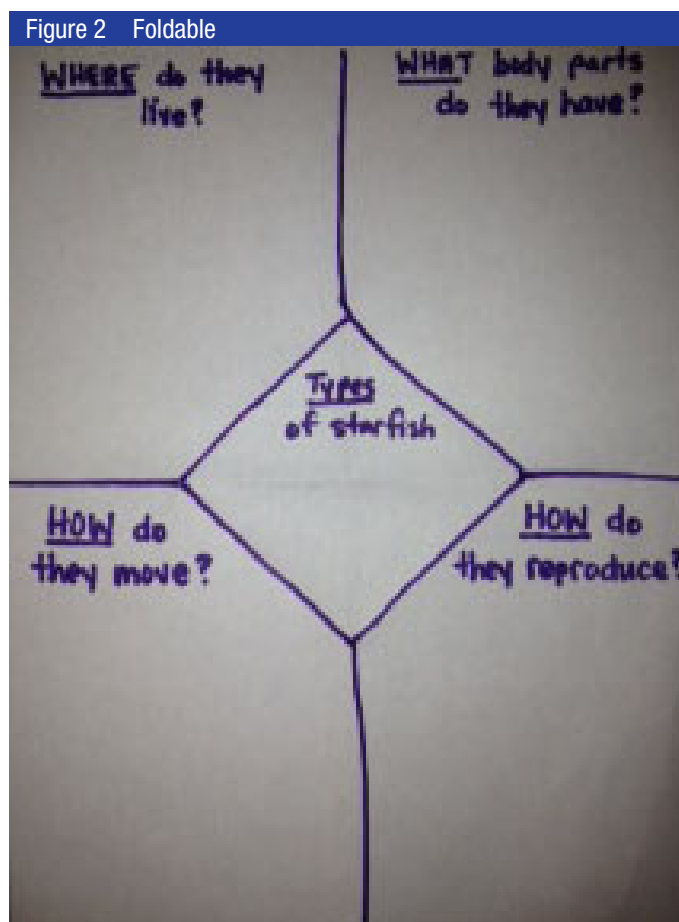 Figure 2 Foldable
WHERE do they
live?
WHAT body parts
do they have?
Types
of starfish
HOW do
they move?
HOW do
they reproduce?